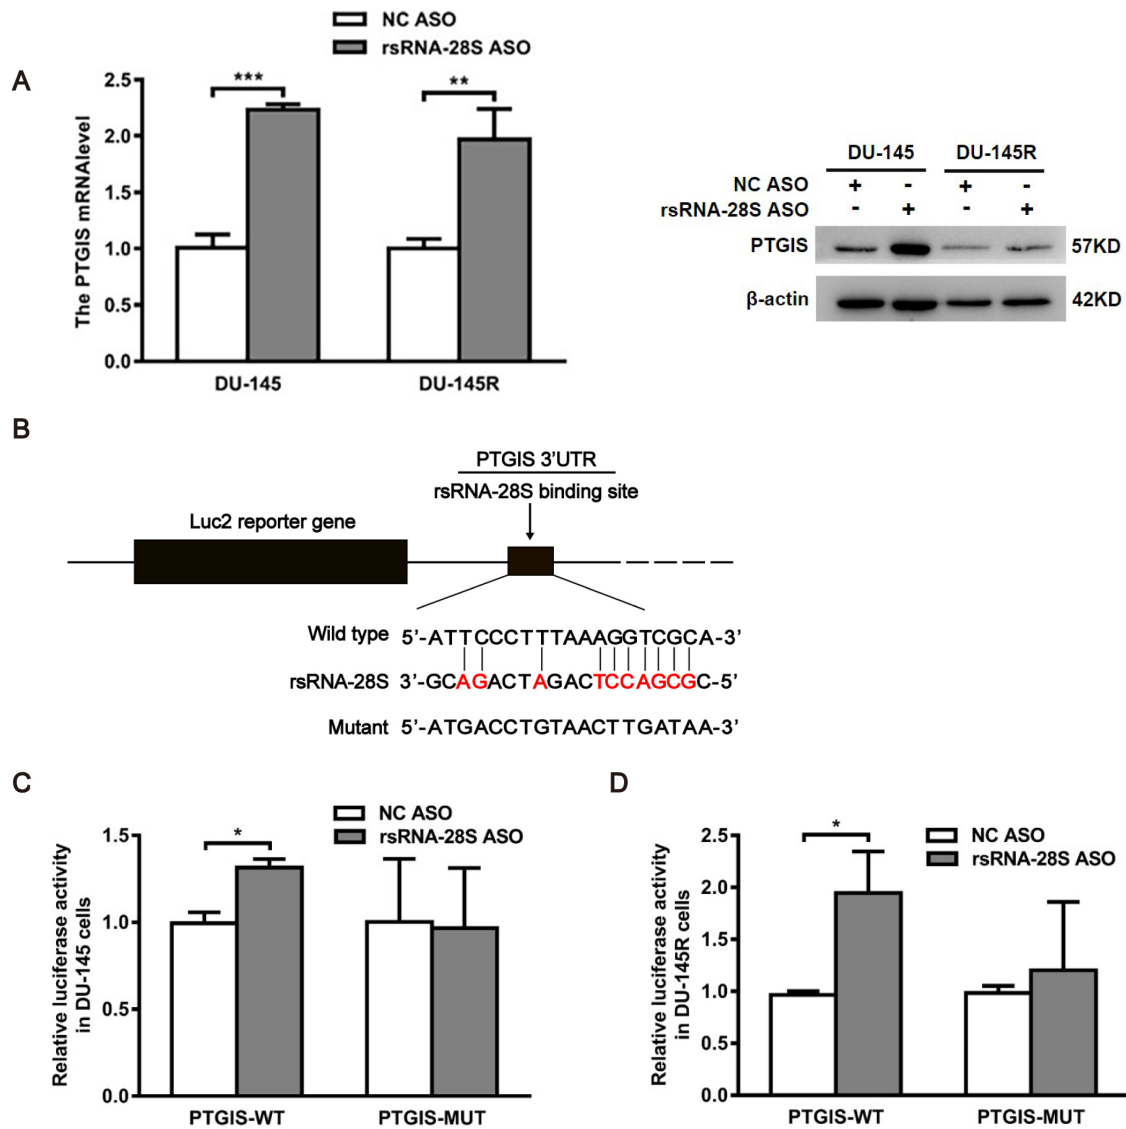 A
NC ASO
rsRNA-28S ASO
The PTGIS mRNAlevel
2.5
2.0
1.5
1.0
0.5
0.0
***
**
DU-145
DU-145R
DU-145 DU-145R
NC ASO + - + -
rsRNA-28S ASO - + - +
PTGIS 57KD
β-actin 42KD
B
PTGIS 3'UTR
rsRNA-28S binding site
Luc2 reporter gene
Wild type 5'-ATTCCCTTTAAAGGTCGCA-3'
rsRNA-28S 3'-GCAGACTAGACTCCAGCGC-5'
Mutant 5'-ATGACCTGTAACTTGATAA-3'
C
NC ASO
rsRNA-28S ASO
Relative luciferase activity
in DU-145 cells
1.5
1.0
0.5
0.0
*
PTGIS-WT
PTGIS-MUT
D
NC ASO
rsRNA-28S ASO
Relative luciferase activity
in DU-145R cells
2.5
2.0
1.5
1.0
0.5
0.0
*
PTGIS-WT
PTGIS-MUT